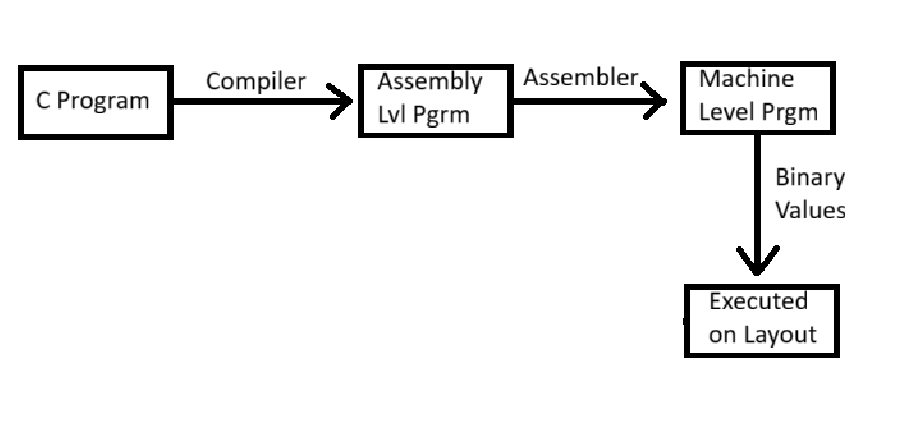 C Program
Compiler
Assembly
Lvl Pgrm
Assembler
Machine
Level Prgm
Binary
Values
Executed
on Layout